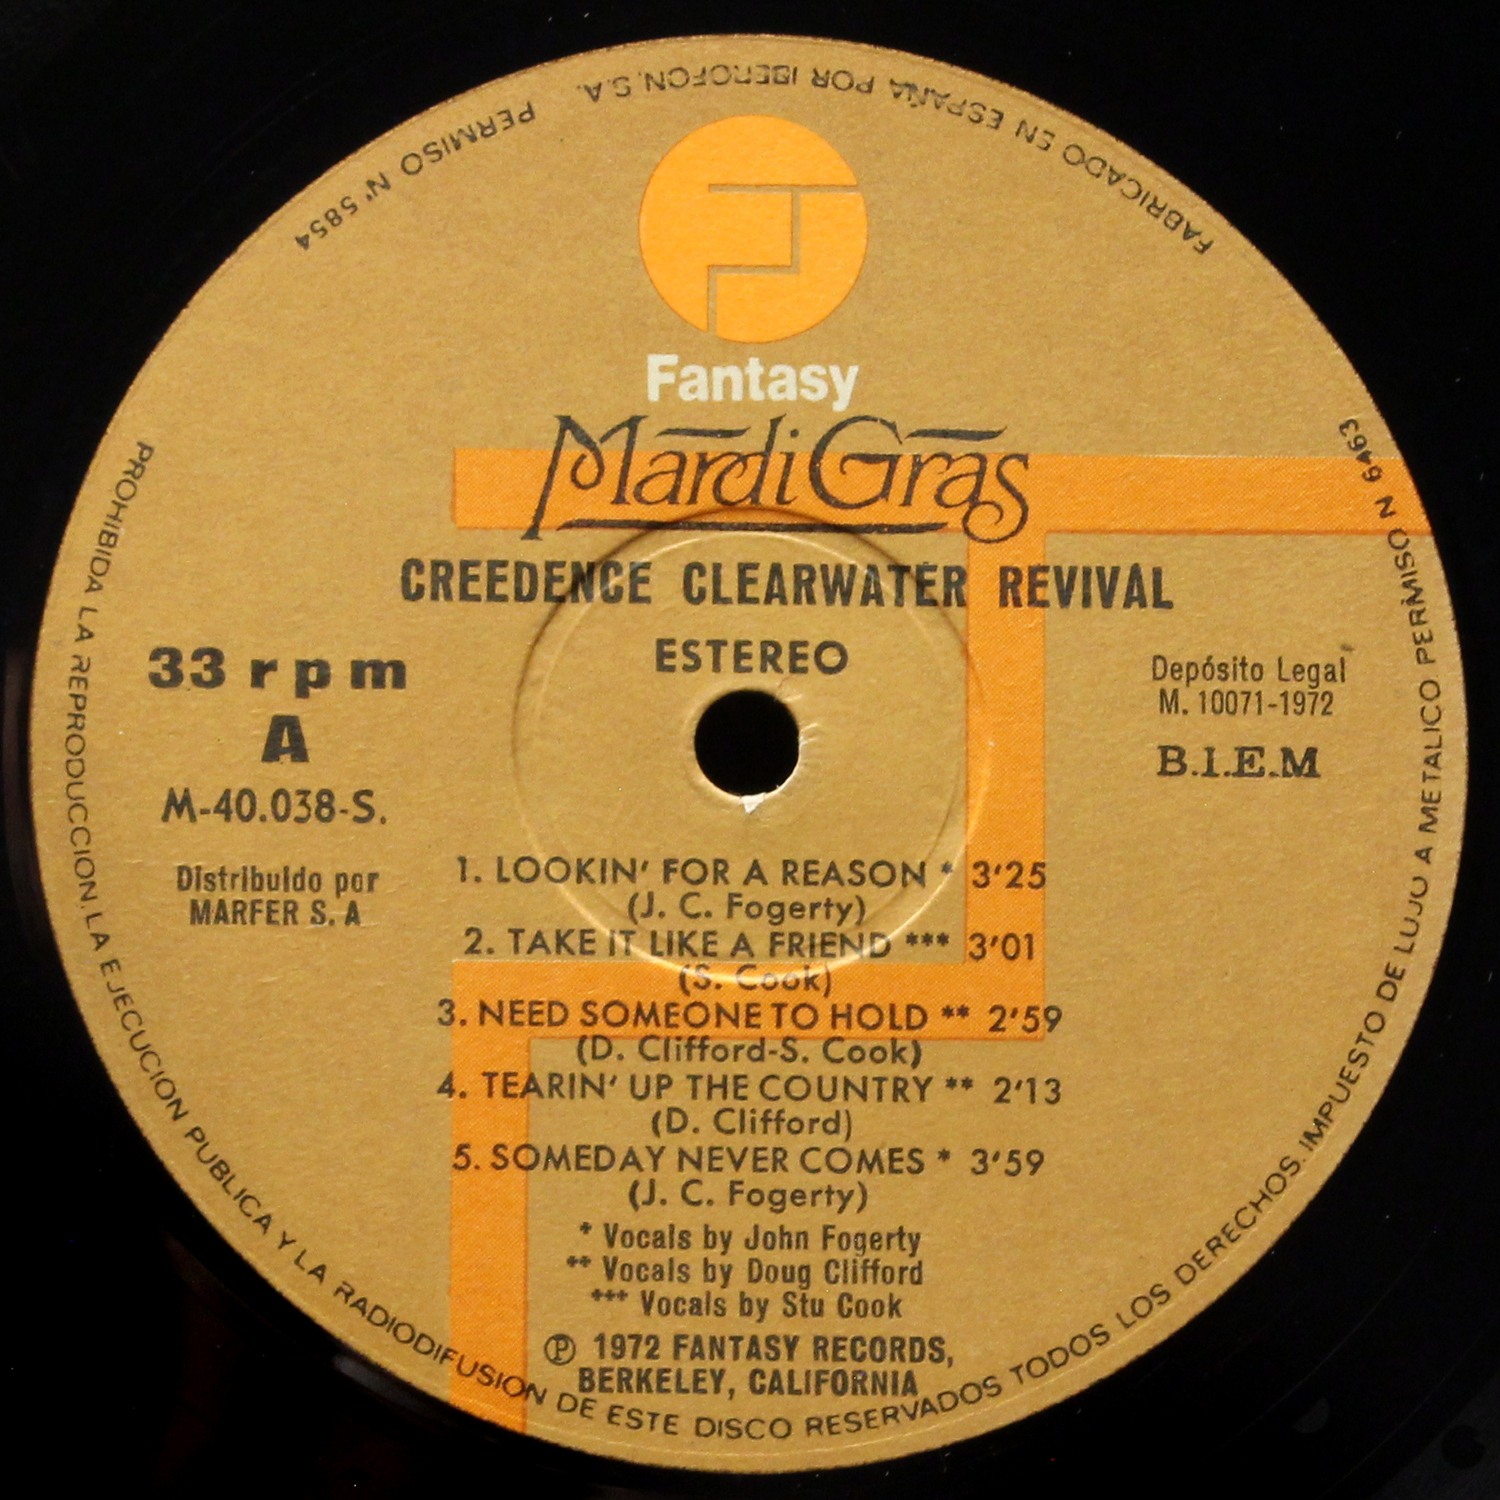 FABRICADO EN ESPAÑA POR IBEROFON, S.A. PERMISO Nº 5854
Fantasy
Mardi Gras
CREEDENCE CLEARWATER REVIVAL
ESTEREO
33 rpm
A
M-40.038-S.
Distribuido por
MARFER S. A
Depósito Legal
M. 10071-1972
B.I.E.M
1. LOOKIN' FOR A REASON * 3'25
(J. C. Fogerty)
2. TAKE IT LIKE A FRIEND *** 3'01
(S. Cook)
3. NEED SOMEONE TO HOLD ** 2'59
(D. Clifford-S. Cook)
4. TEARIN' UP THE COUNTRY ** 2'13
(D. Clifford)
5. SOMEDAY NEVER COMES * 3'59
(J. C. Fogerty)
* Vocals by John Fogerty
** Vocals by Doug Clifford
*** Vocals by Stu Cook
Ⓟ 1972 FANTASY RECORDS,
BERKELEY, CALIFORNIA
PROHIBIDA LA REPRODUCCION, LA EJECUCION PUBLICA Y LA RADIODIFUSION DE ESTE DISCO RESERVADOS TODOS LOS DERECHOS. IMPUESTO DE LUJO A METALICO PERMISO N 6463